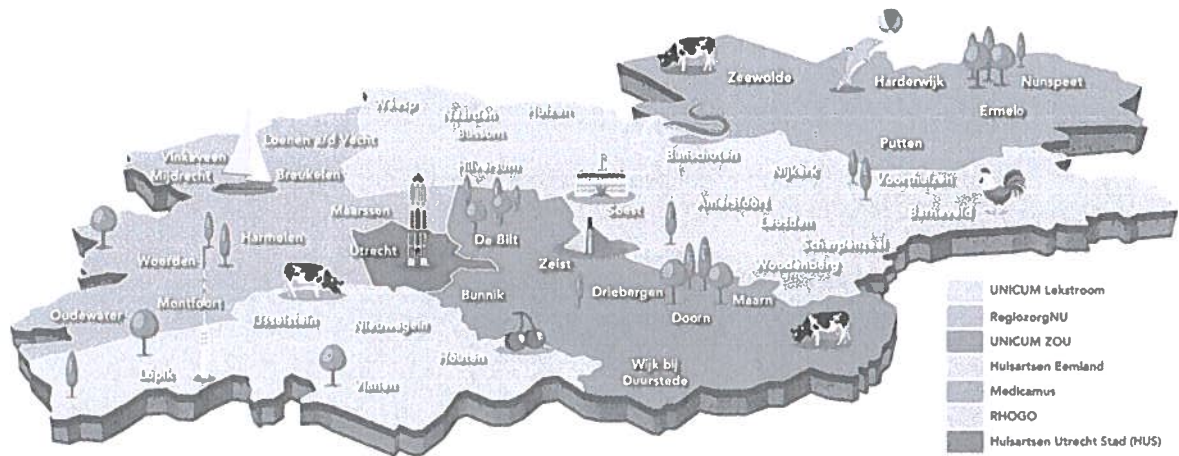 Zeewolde
Harderwijk
Nunspeet
Ermelo
Putten
Weesp
Naarden
Huizen
Bussum
Loenen a/d Vecht
Vinkeveen
Mijdrecht
Breukelen
Hilversum
Bunschoten
Nijkerk
Voorthuizen
Barneveld
Maarssen
Soest
Amersfoort
Leusden
Scherpenzeel
Woudenberg
Harmelen
Utrecht
De Bilt
Zeist
Woerden
Montfoort
Bunnik
Driebergen
Maarn
Doorn
Oudewater
IJsselstein
Nieuwegein
Houten
Lopik
Vianen
Wijk bij
Duurstede
UNICUM Lekstroom
RegiozorgNU
UNICUM ZOU
Huisartsen Eemland
Medicamus
RHOGO
Huisartsen Utrecht Stad (HUS)